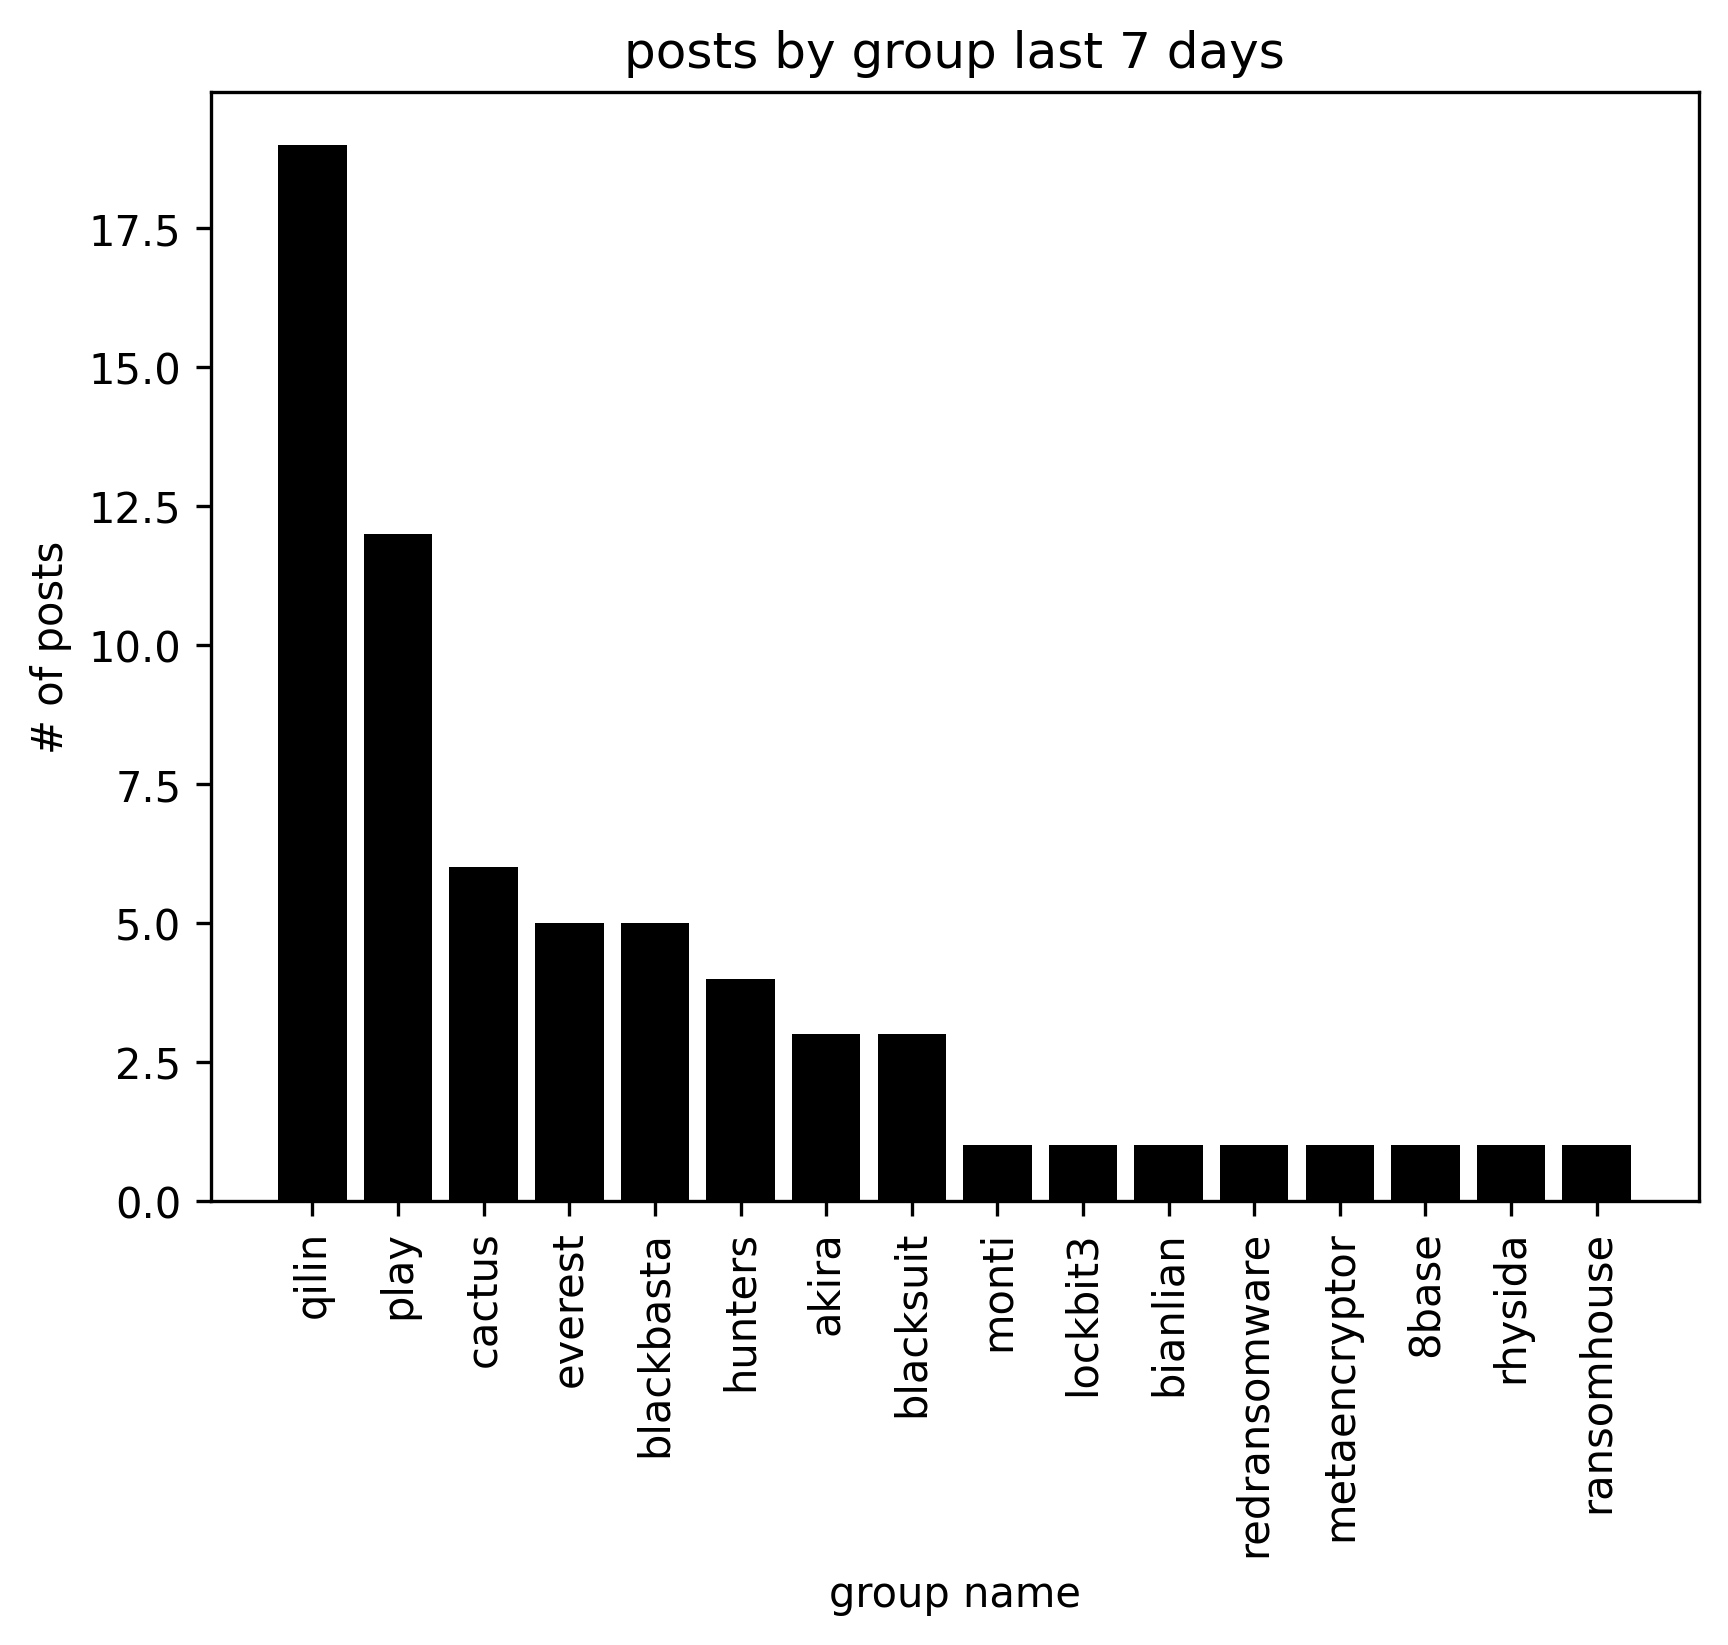 posts by group last 7 days
# of posts
17.5
15.0
12.5
10.0
7.5
5.0
2.5
0.0
qilin
play
cactus
everest
blackbasta
hunters
akira
blacksuit
monti
lockbit3
bianlian
redransomware
metaencryptor
8base
rhysida
ransomhouse
group name